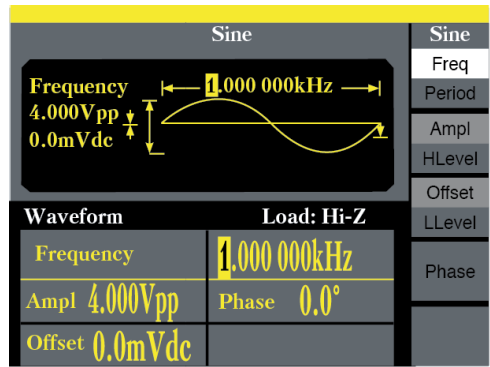 Sine
Frequency
1.000 000kHz
4.000Vpp
0.0mVdc
Waveform
Load: Hi-Z
Frequency
1.000 000kHz
Ampl 4.000Vpp
Phase 0.0°
Offset 0.0mVdc
Sine
Freq
Period
Ampl
HLevel
Offset
LLevel
Phase